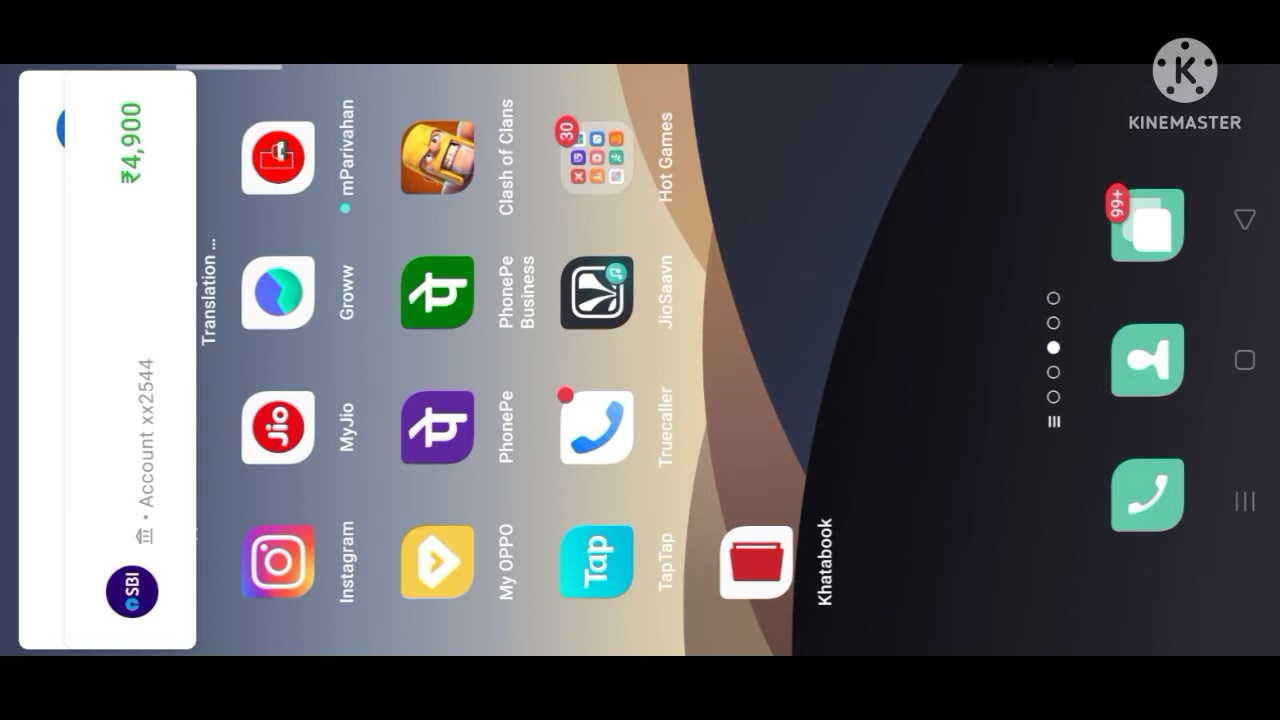 KINEMASTER
₹4,900
Account xx2544
SBI
Translation ...
Instagram
MyJio
Groww
mParivahan
My OPPO
PhonePe
PhonePe
Business
Clash of Clans
30
Tap
TapTap
Truecaller
JioSaavn
Hot Games
Khatabook
Jio
99+